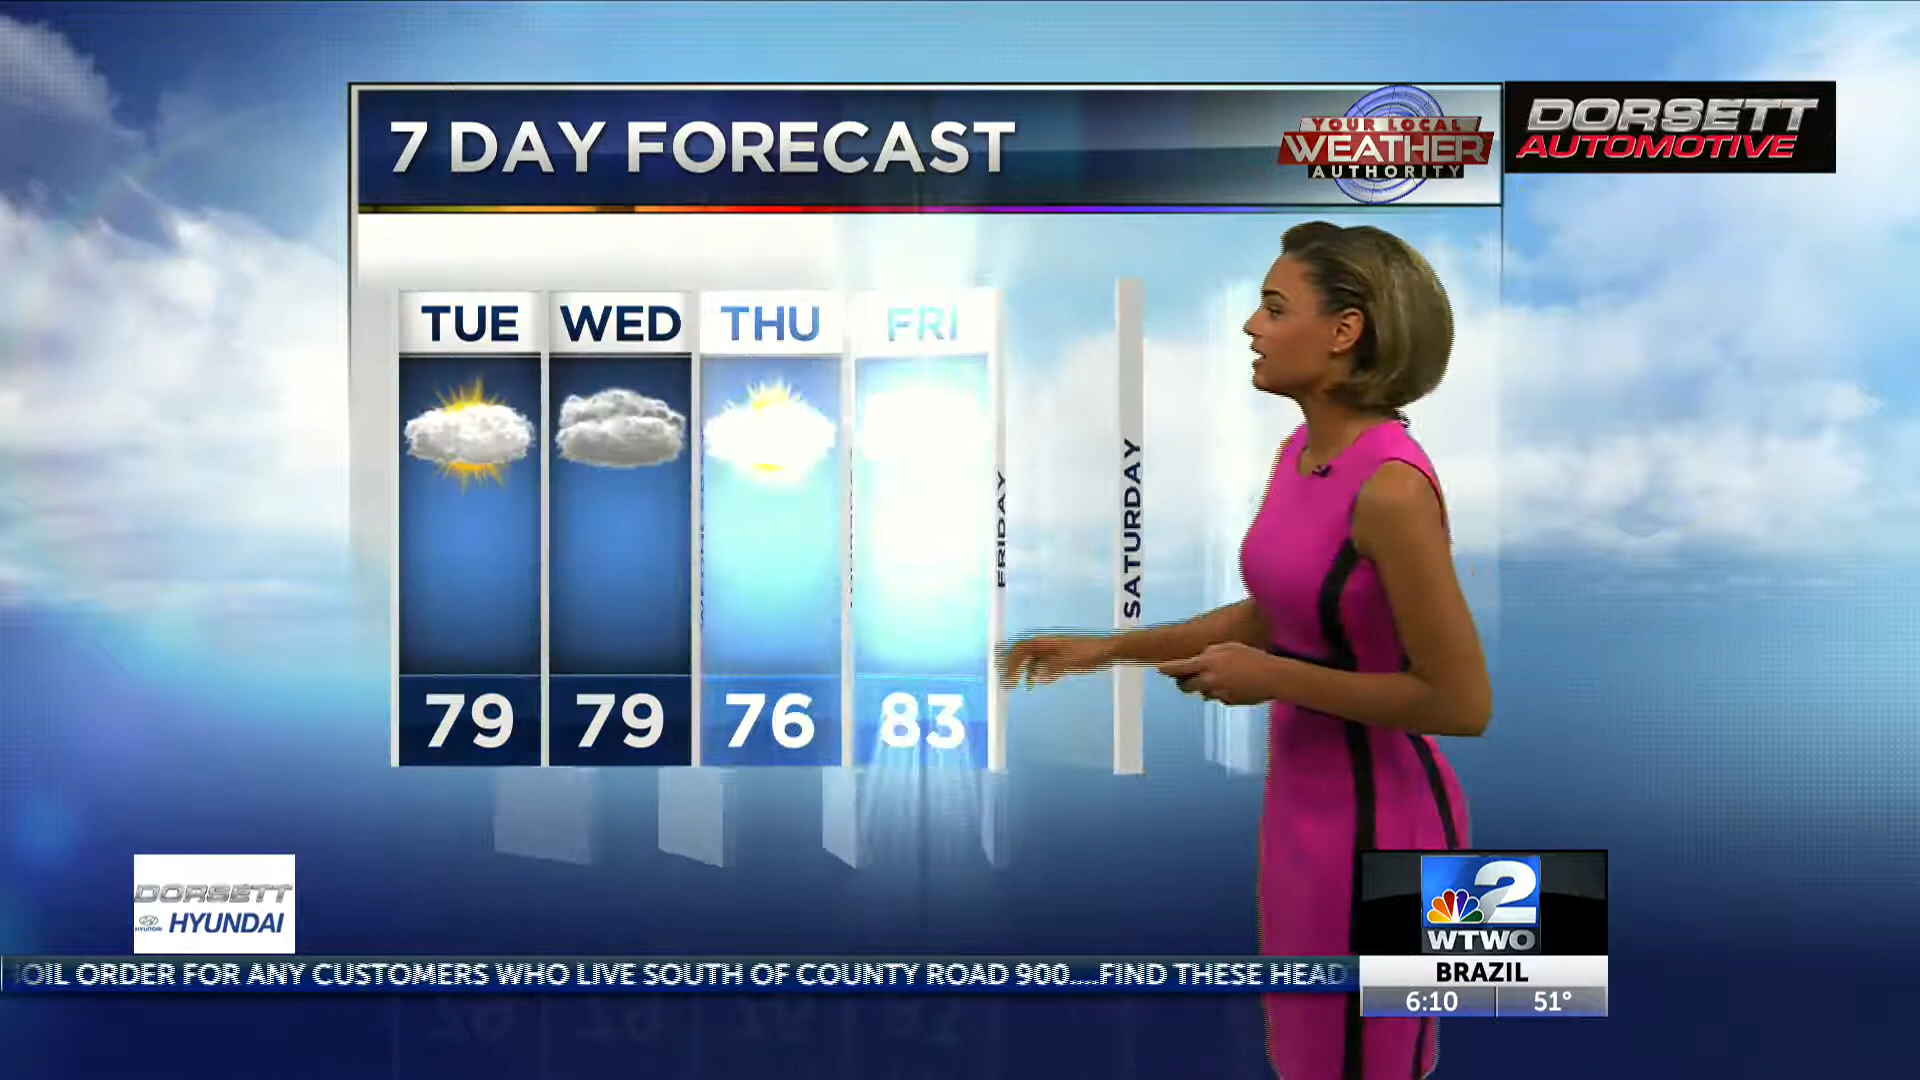 7 DAY FORECAST
YOUR LOCAL
WEATHER
AUTHORITY
DORSETT
AUTOMOTIVE
TUE
WED
THU
FRI
FRIDAY
SATURDAY
79
79
76
83
DORSETT
HYUNDAI
HYUNDAI
2
WTWO
BRAZIL
6:10
51°
OIL ORDER FOR ANY CUSTOMERS WHO LIVE SOUTH OF COUNTY ROAD 900....FIND THESE HEAD